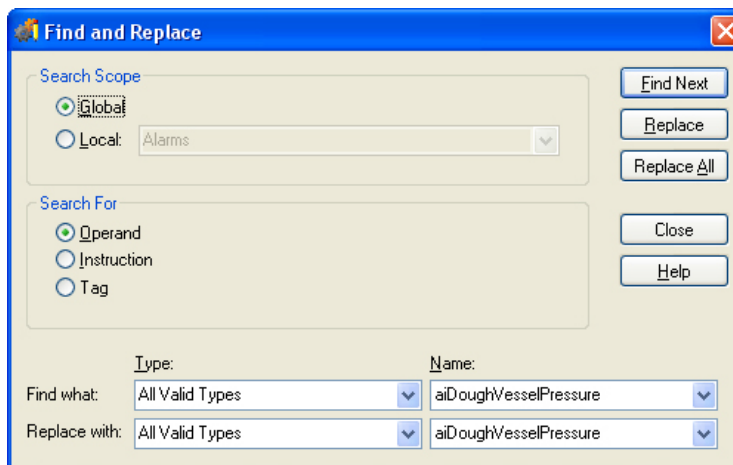 Find and Replace
Search Scope
Global
Local: Alarms
Find Next
Replace
Replace All
Search For
Operand
Instruction
Tag
Close
Help
Type: Name:
Find what: All Valid Types aiDoughVesselPressure
Replace with: All Valid Types aiDoughVesselPressure